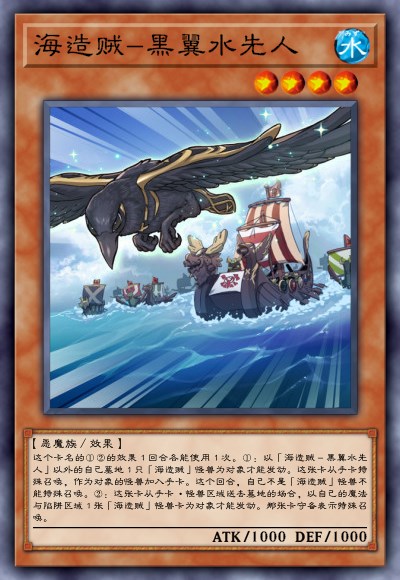 海造贼-黑翼水先人
水
【恶魔族/效果】
这个卡名的①②的效果1回合各能使用1次。①：以「海造贼-黑翼水先
人」以外的自己墓地1只「海造贼」怪兽为对象才能发动。这张卡从手卡特
殊召唤，作为对象的怪兽加入手卡。这个回合，自己不是「海造贼」怪兽不
能特殊召唤。②：这张卡从手卡·怪兽区域送去墓地的场合，以自己的魔法
与陷阱区域1张「海造贼」怪兽卡为对象才能发动。那张卡守备表示特殊召
唤。
ATK/1000 DEF/1000